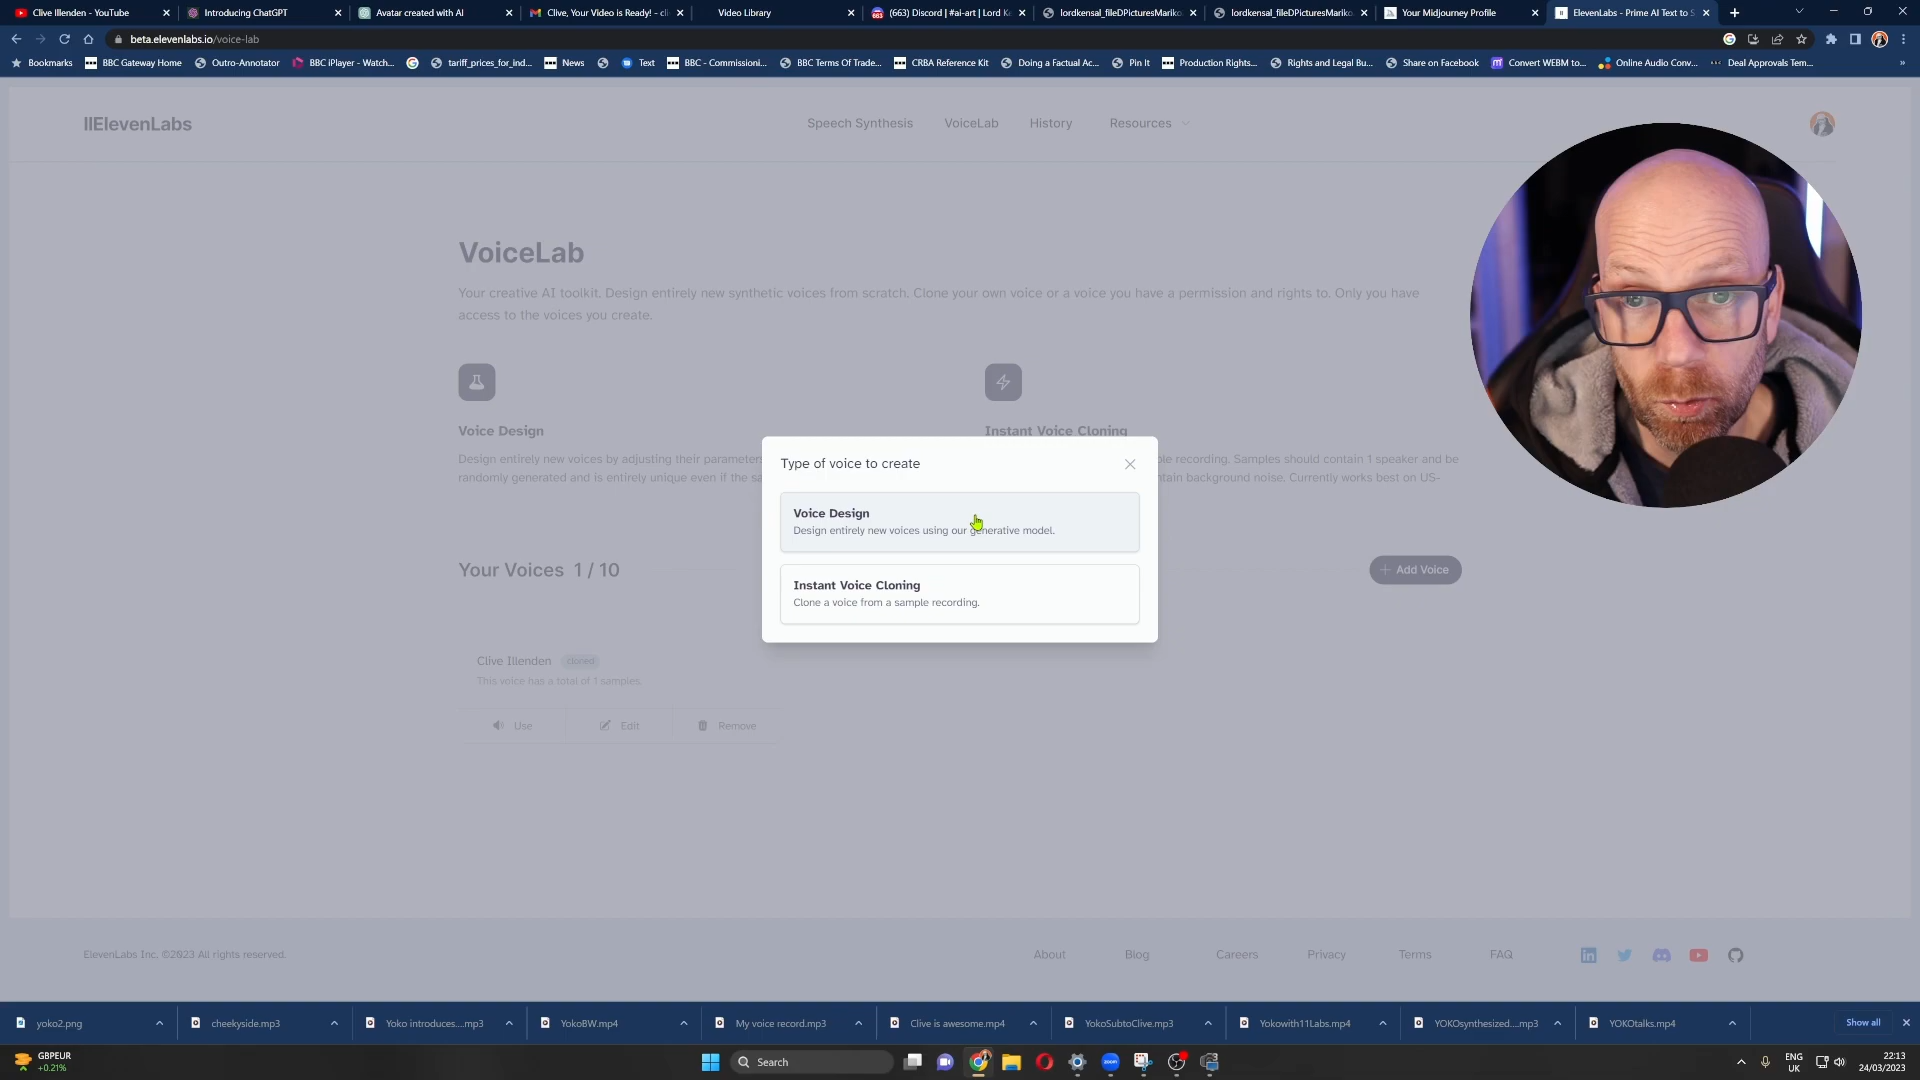 Clive Illenden - YouTube
Introducing ChatGPT
Avatar created with AI
Clive, Your Video is Ready! - cli
Video Library
(663) Discord | #ai-art | Lord Ke
lordkensal_fileDPicturesMariko.
lordkensal_fileDPicturesMariko.
Your Midjourney Profile
ElevenLabs - Prime AI Text to S
beta.elevenlabs.io/voice-lab
Bookmarks
BBC Gateway Home
Outro-Annotator
BBC iPlayer - Watch...
tariff_prices_for_ind...
News
Text
BBC - Commissioni...
BBC Terms Of Trade...
CRBA Reference Kit
Doing a Factual Ac...
Pin It
Production Rights...
Rights and Legal Bu...
Share on Facebook
Convert WEBM to...
Online Audio Conv...
Deal Approvals Tem...
IIElevenLabs
Speech Synthesis
VoiceLab
History
Resources
VoiceLab
Your creative AI toolkit. Design entirely new synthetic voices from scratch. Clone your own voice or a voice you have a permission and rights to. Only you have
access to the voices you create.
Voice Design
Instant Voice Cloning
Design entirely new voices by adjusting their parameters
ple recording. Samples should contain 1 speaker and be
randomly generated and is entirely unique even if the sa
ntain background noise. Currently works best on US-
Type of voice to create
Voice Design
Design entirely new voices using our generative model.
Instant Voice Cloning
Clone a voice from a sample recording.
Your Voices 1 / 10
+ Add Voice
Clive Illenden cloned
This voice has a total of 1 samples.
Use
Edit
Remove
ElevenLabs Inc. ©2023 All rights reserved.
About
Blog
Careers
Privacy
Terms
FAQ
yoko2.png
cheekyside.mp3
Yoko introduces....mp3
YokoBW.mp4
My voice record.mp3
Clive is awesome.mp4
YokoSubtoClive.mp3
Yokowith11Labs.mp4
YOKOsynthesized....mp3
YOKOtalks.mp4
Show all
GBPEUR
+0.21%
Search
zoom
ENG
UK
22:13
24/03/2023